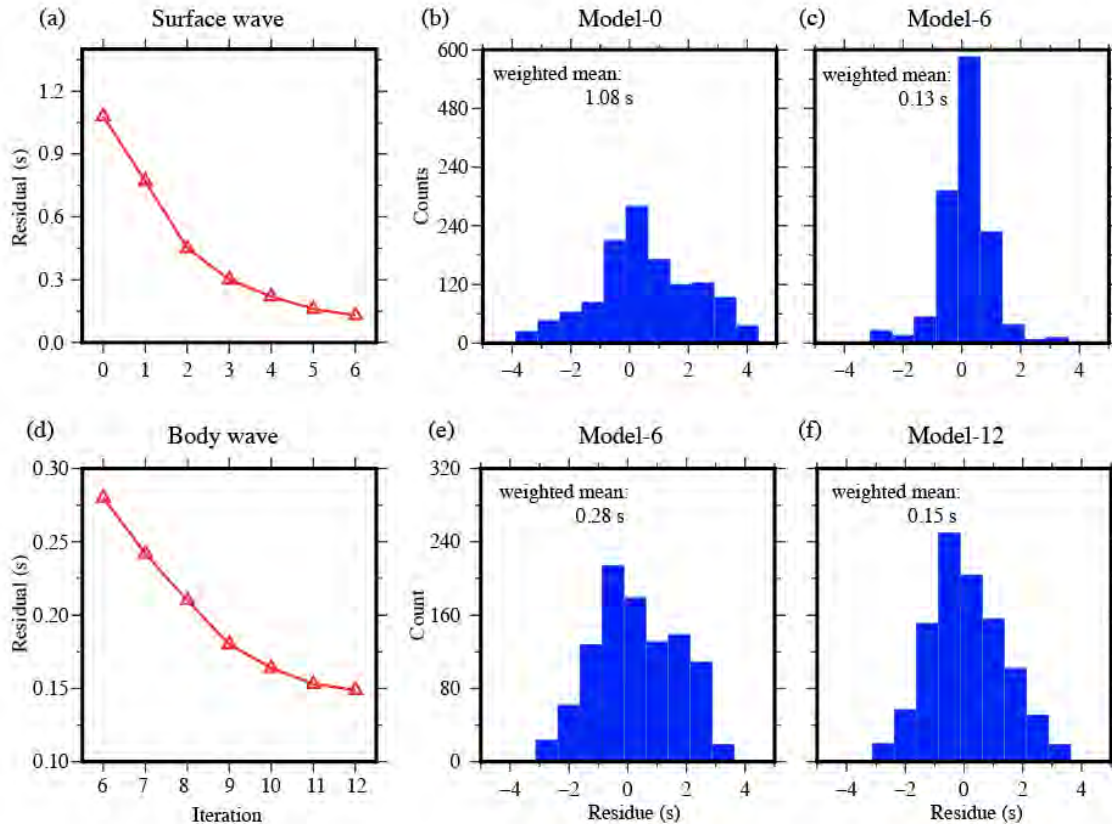 (a) Surface wave
Residual (s)
1.2
0.9
0.6
0.3
0.0
0 1 2 3 4 5 6
(b) Model-0
weighted mean:
1.08 s
Counts
600
480
240
240
120
0
−4 −2 0 2 4
(c) Model-6
weighted mean:
0.13 s
−4 −2 0 2 4
(d) Body wave
Residual (s)
0.30
0.25
0.20
0.15
0.10
6 7 8 9 10 11 12
Iteration
(e) Model-6
weighted mean:
0.28 s
Count
320
240
160
80
0
−4 −2 0 2 4
(f) Model-12
weighted mean:
0.15 s
−4 −2 0 2 4
Residue (s)